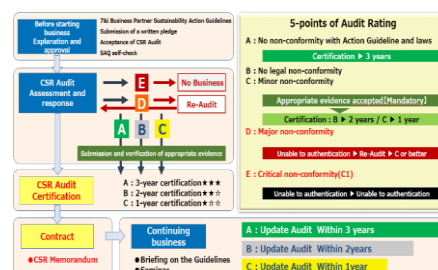 Before starting
business
Explanation and
approval
7&i Business Partner Sustainability Action Guidelines
Submission of a written pledge
Acceptance of CSR Audit
SAQ self-check
CSR Audit
Assessment and
response
E
No Business
D
Re-Audit
A
B
C
Submission and verification of appropriate evidence
CSR Audit
Certification
A : 3-year certification★★★
B : 2-year certification★★☆
C : 1-year certification★☆☆
Contract
●CSR Memorandum
Continuing
business
●Briefing on the Guidelines
●Seminar
5-points of Audit Rating
A : No non-conformity with Action Guideline and laws
Certification ▶ 3 years
B : No legal non-conformity
C : Minor non-conformity
Appropriate evidence accepted【Mandatory】
Certification : B ▶ 2 years / C ▶ 1 year
D : Major non-conformity
Unable to authentication ▶ Re-Audit ▶ C or better
E : Critical non-conformity(C1)
Unable to authentication ▶ Unable to authentication
A : Update Audit Within 3 years
B : Update Audit Within 2years
C : Update Audit Within 1year